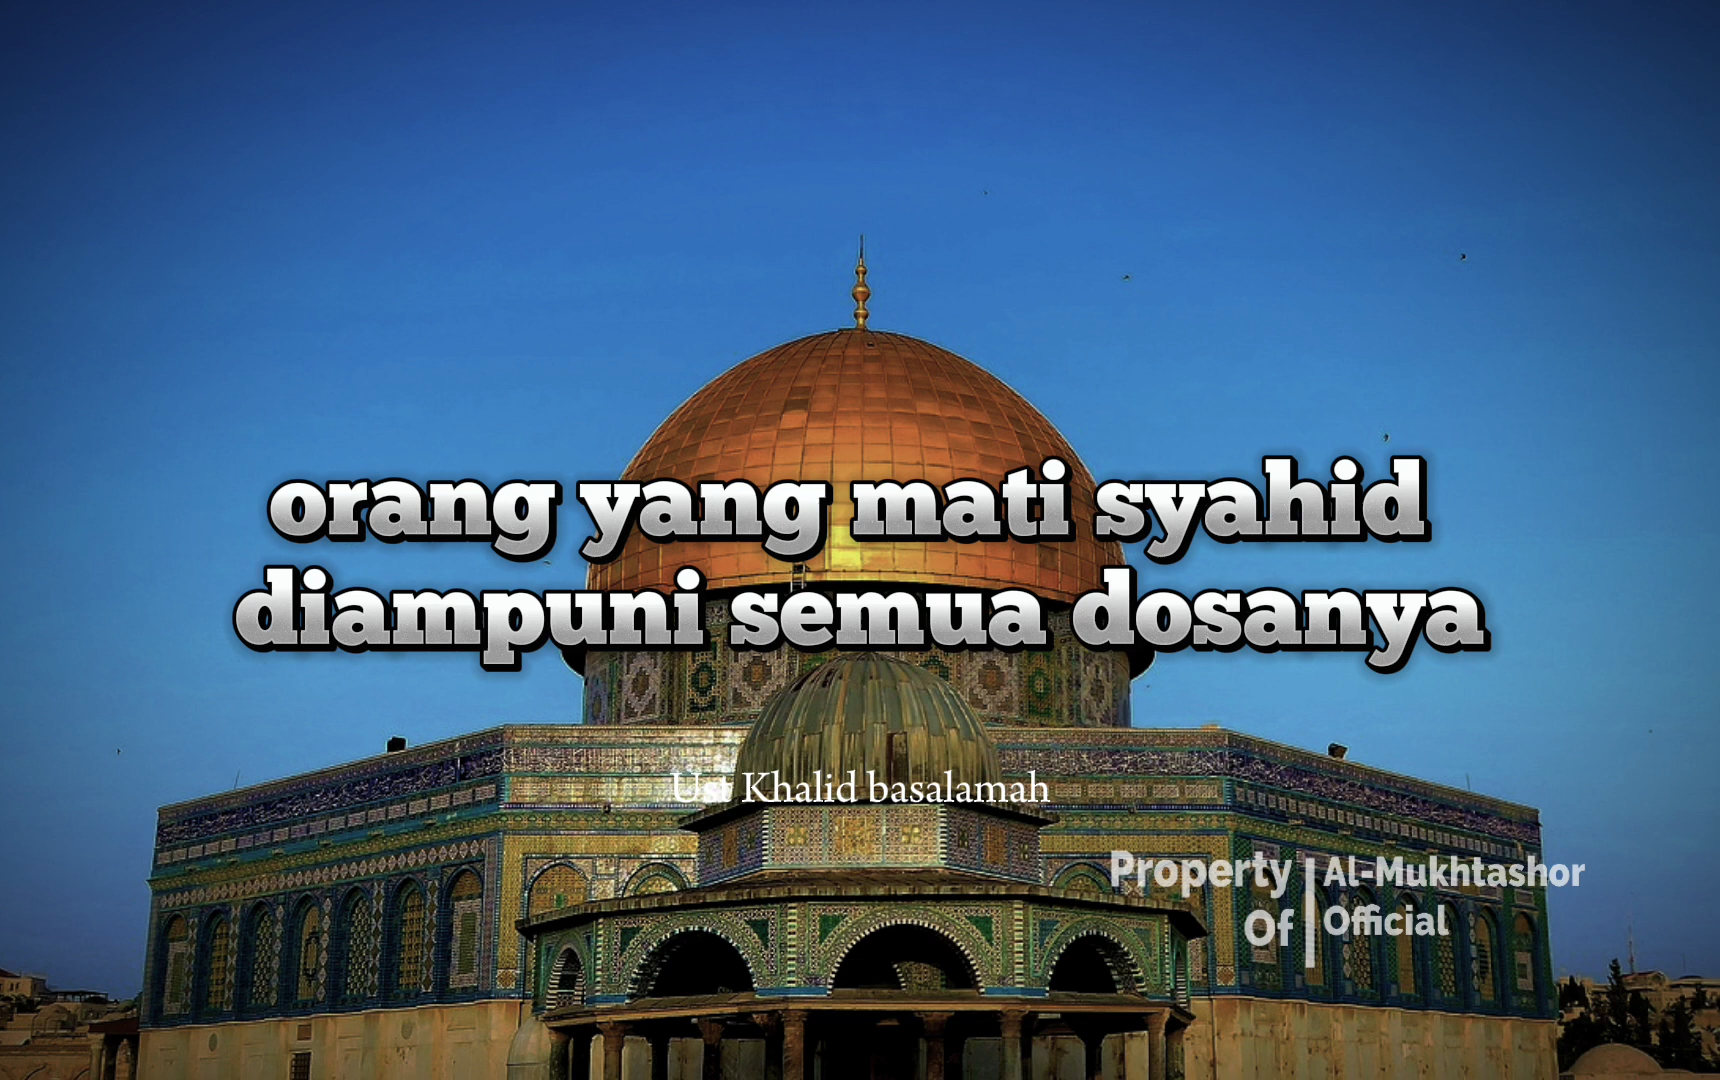 orang yang mati syahid
diampuni semua dosanya
Ust Khalid basalamah
Property
Of
Al-Mukhtashor
Official